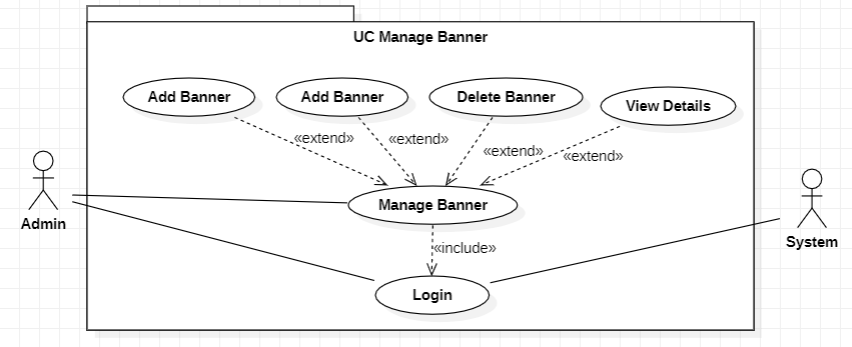 UC Manage Banner
Add Banner
Add Banner
Delete Banner
View Details
«extend»
«extend»
«extend»
«extend»
Admin
Manage Banner
System
«include»
Login